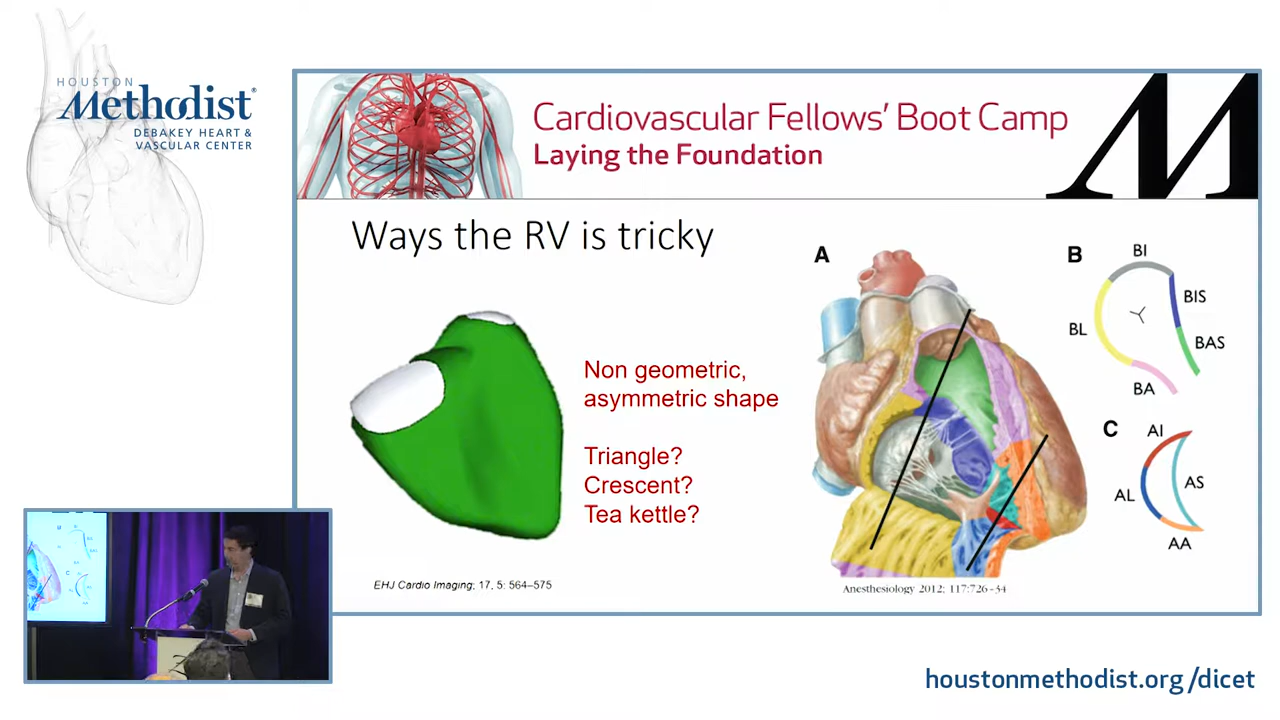 HOUSTON
Methodist®
DEBAKEY HEART &
VASCULAR CENTER
Cardiovascular Fellows' Boot Camp
Laying the Foundation
M
Ways the RV is tricky
Non geometric,
asymmetric shape
Triangle?
Crescent?
Tea kettle?
EHJ Cardio Imaging; 17, 5: 564–575
A
B
BI
BIS
BL
BAS
BA
C
AI
AS
AL
AA
Anesthesiology 2012; 117:726-34
houstonmethodist.org/dicet